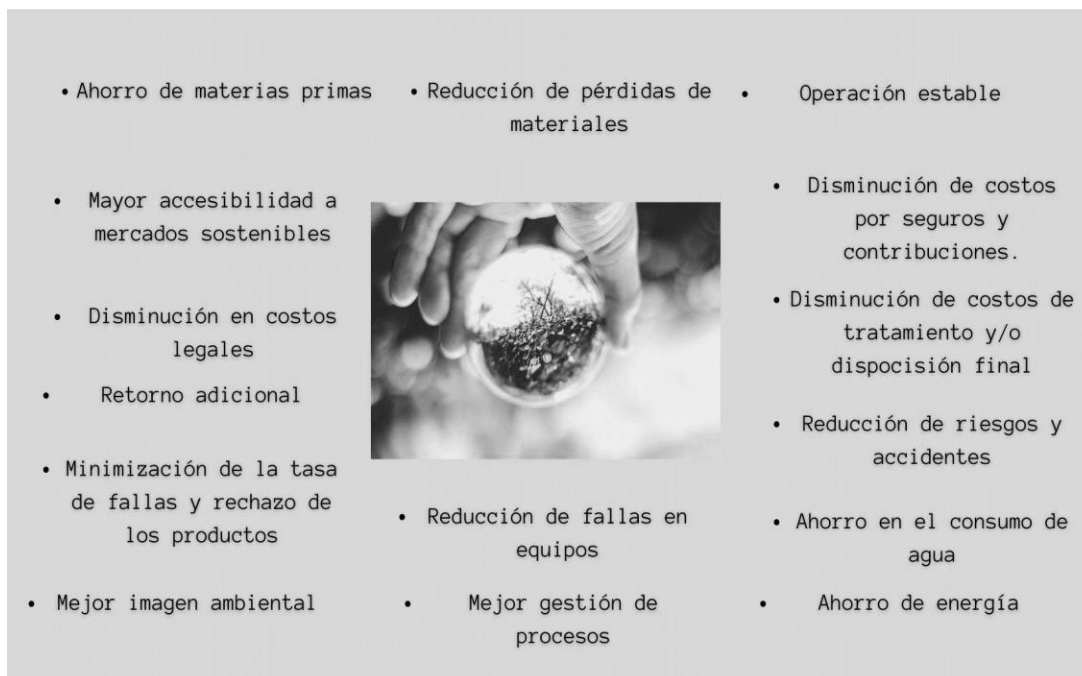 • Ahorro de materias primas
• Reducción de pérdidas de
materiales
• Operación estable
• Mayor accesibilidad a
mercados sostenibles
• Disminución de costos
por seguros y
contribuciones.
• Disminución en costos
legales
• Disminución de costos de
tratamiento y/o
dispocisión final
• Retorno adicional
• Reducción de riesgos y
accidentes
• Minimización de la tasa
de fallas y rechazo de
los productos
• Reducción de fallas en
equipos
• Ahorro en el consumo de
agua
• Mejor imagen ambiental
• Mejor gestión de
procesos
• Ahorro de energía